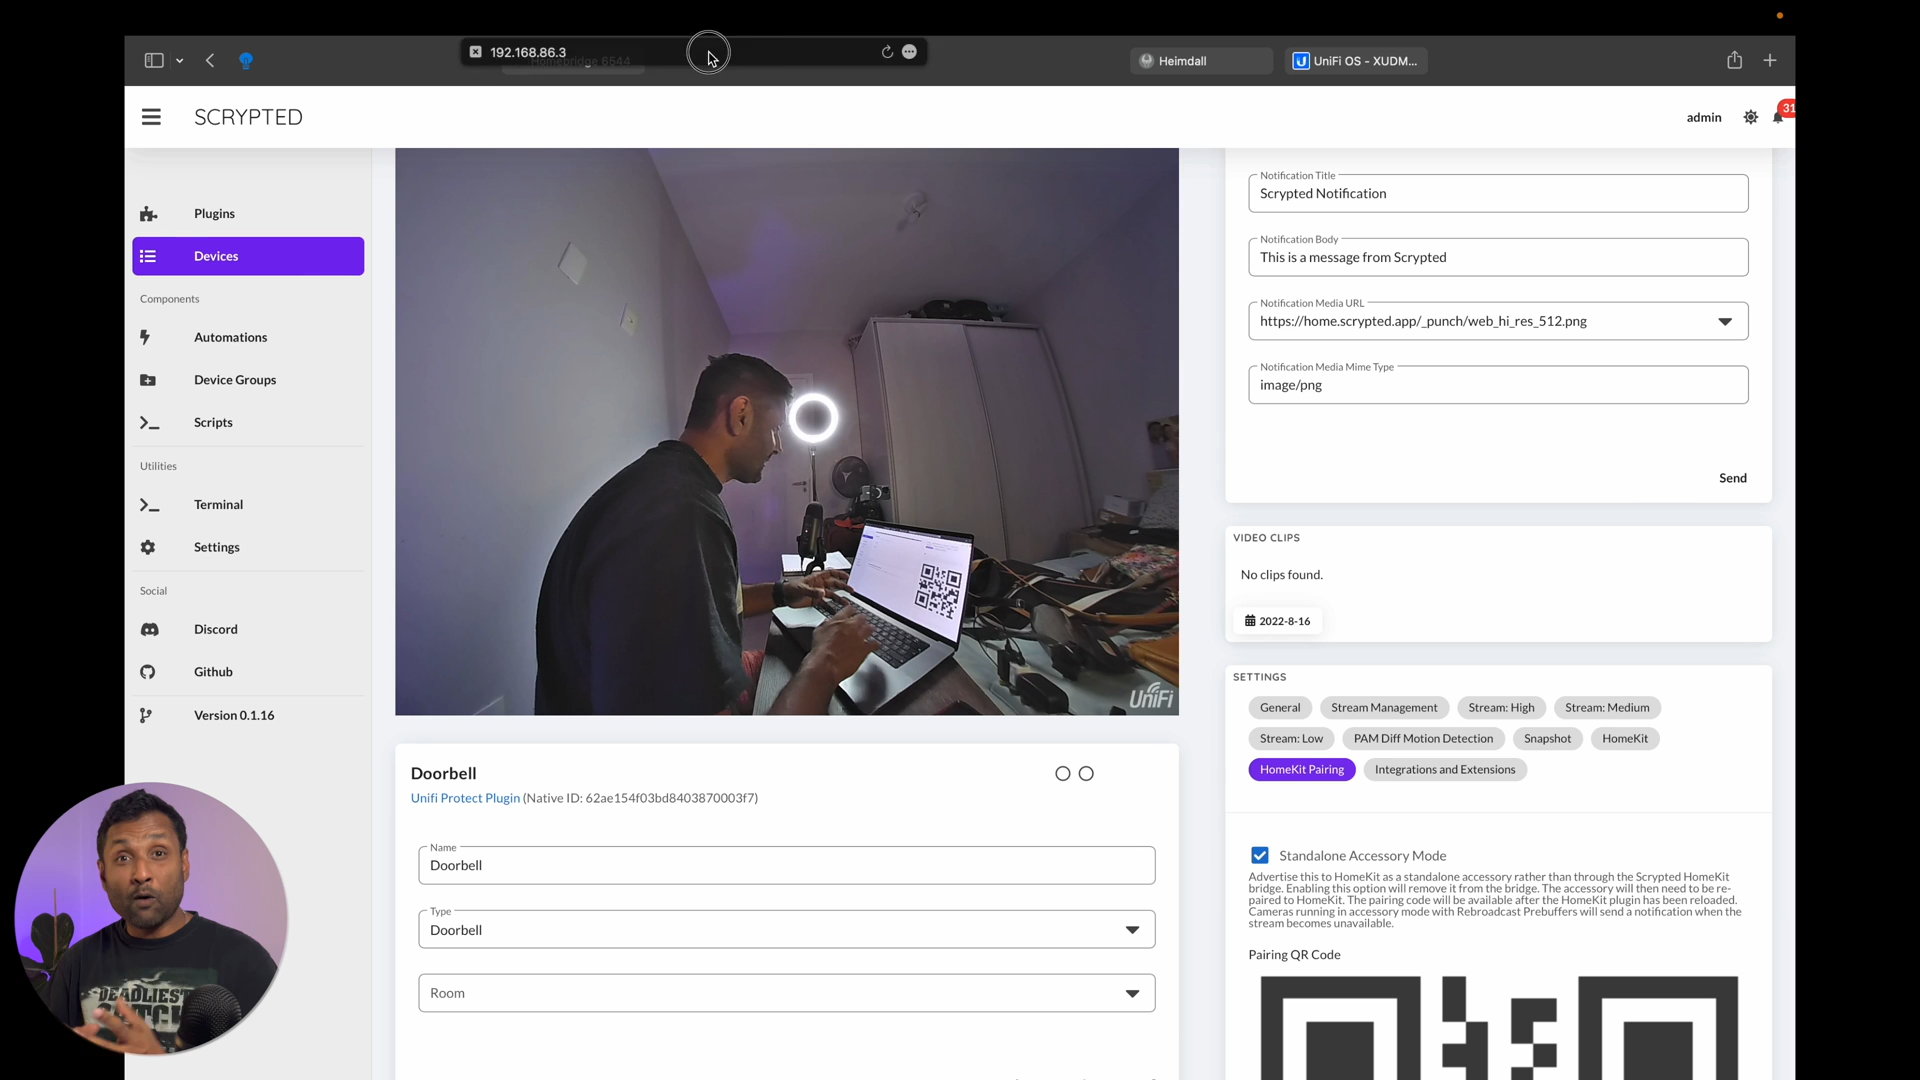 192.168.86.3
Homebridge 6544
Heimdall
UniFi OS - XUDM...
SCRYPTED
admin
31
Plugins
Devices
Components
Automations
Device Groups
Scripts
Utilities
Terminal
Settings
Social
Discord
Github
Version 0.1.16
UniFi
Doorbell
Unifi Protect Plugin (Native ID: 62ae154f03bd8403870003f7)
Name
Doorbell
Type
Doorbell
Room
Notification Title
Scrypted Notification
Notification Body
This is a message from Scrypted
Notification Media URL
https://home.scrypted.app/_punch/web_hi_res_512.png
Notification Media Mime Type
image/png
Send
VIDEO CLIPS
No clips found.
2022-8-16
SETTINGS
General Stream Management Stream: High Stream: Medium
Stream: Low PAM Diff Motion Detection Snapshot HomeKit
HomeKit Pairing Integrations and Extensions
Standalone Accessory Mode
Advertise this to HomeKit as a standalone accessory rather than through the Scrypted HomeKit
bridge. Enabling this option will remove it from the bridge. The accessory will then need to be re-
paired to HomeKit. The pairing code will be available after the HomeKit plugin has been reloaded.
Cameras running in accessory mode with Rebroadcast Prebuffers will send a notification when the
stream becomes unavailable.
Pairing QR Code
DEADLIEST